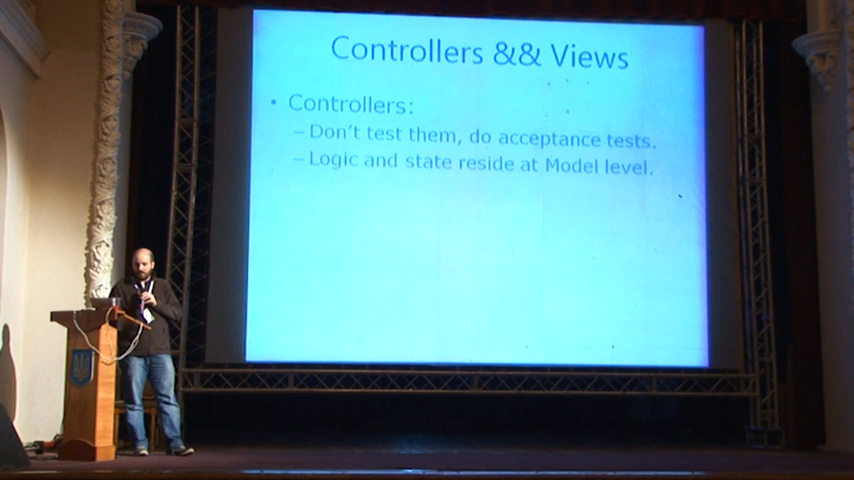 Controllers && Views
• Controllers:
– Don't test them, do acceptance tests.
– Logic and state reside at Model level.